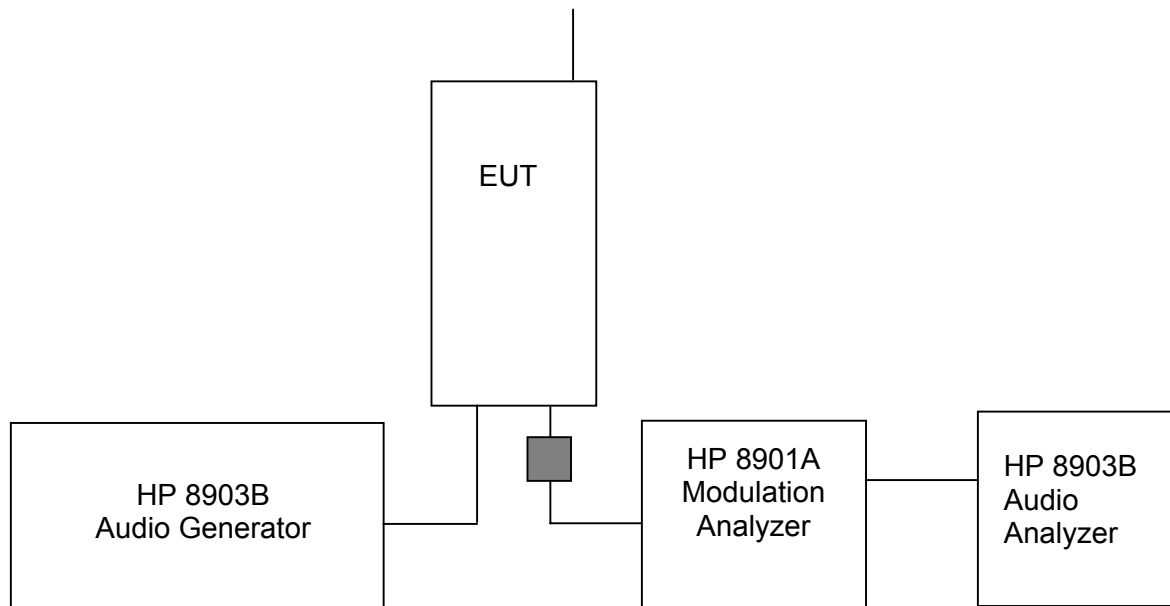 EUT
HP 8903B
Audio Generator
HP 8901A
Modulation
Analyzer
HP 8903B
Audio
Analyzer